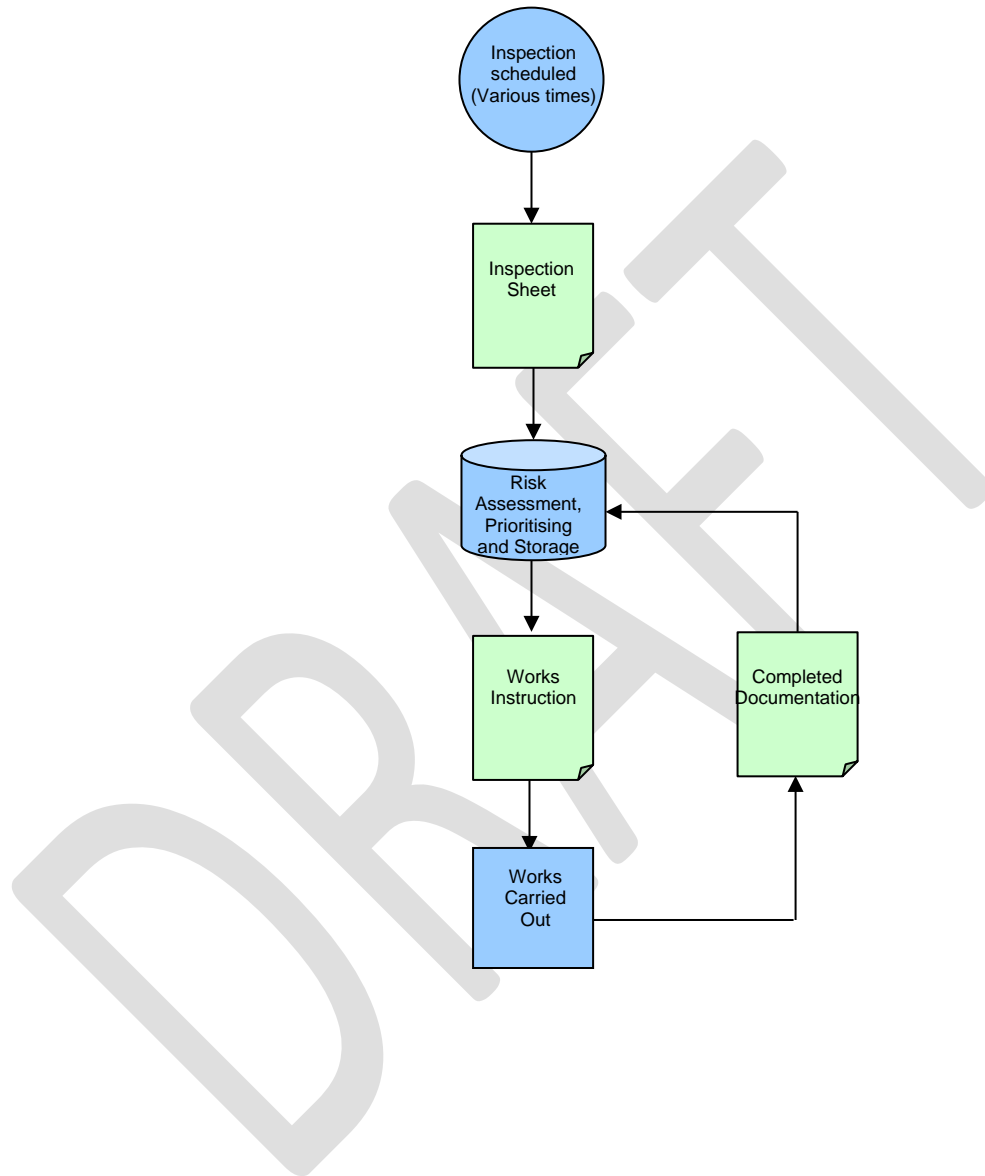 Inspection
scheduled
(Various times)
Inspection
Sheet
Risk
Assessment,
Prioritising
and Storage
Works
Instruction
Completed
Documentation
Works
Carried
Out
DRAFT